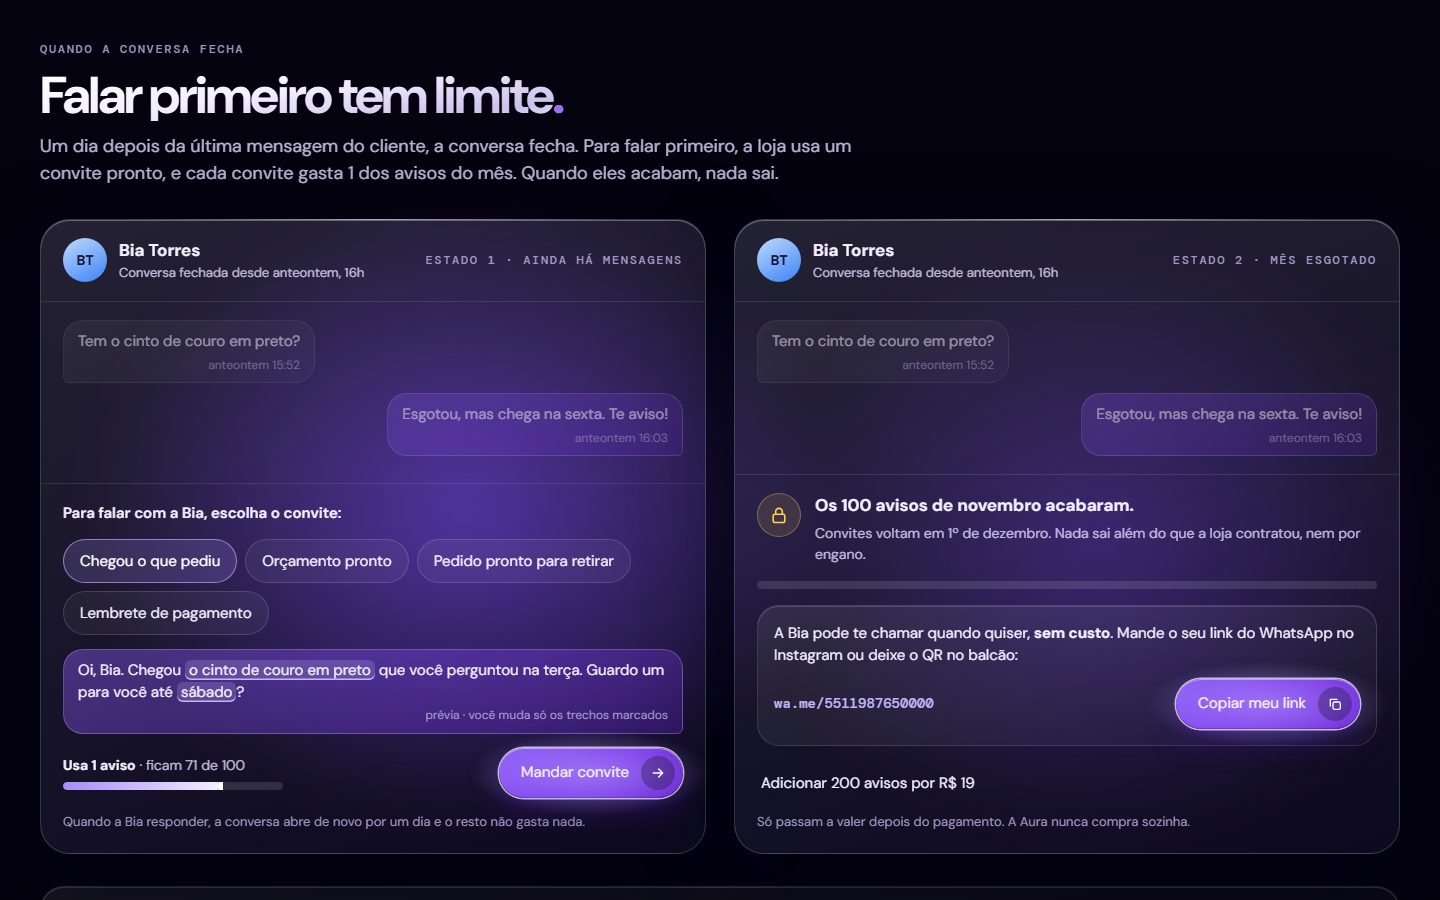 QUANDO A CONVERSA FECHA
Falar primeiro tem limite.
Um dia depois da última mensagem do cliente, a conversa fecha. Para falar primeiro, a loja usa um
convite pronto, e cada convite gasta 1 dos avisos do mês. Quando eles acabam, nada sai.
BT
Bia Torres
Conversa fechada desde anteontem, 16h
ESTADO 1 · AINDA HÁ MENSAGENS
Tem o cinto de couro em preto?
anteontem 15:52
Esgotou, mas chega na sexta. Te aviso!
anteontem 16:03
Para falar com a Bia, escolha o convite:
Chegou o que pediu
Orçamento pronto
Pedido pronto para retirar
Lembrete de pagamento
Oi, Bia. Chegou o cinto de couro em preto que você perguntou na terça. Guardo um
para você até sábado?
prévia · você muda só os trechos marcados
Usa 1 aviso · ficam 71 de 100
Mandar convite
Quando a Bia responder, a conversa abre de novo por um dia e o resto não gasta nada.
BT
Bia Torres
Conversa fechada desde anteontem, 16h
ESTADO 2 · MÊS ESGOTADO
Tem o cinto de couro em preto?
anteontem 15:52
Esgotou, mas chega na sexta. Te aviso!
anteontem 16:03
Os 100 avisos de novembro acabaram.
Convites voltam em 1º de dezembro. Nada sai além do que a loja contratou, nem por
engano.
A Bia pode te chamar quando quiser, sem custo. Mande o seu link do WhatsApp no
Instagram ou deixe o QR no balcão:
wa.me/5511987650000
Copiar meu link
Adicionar 200 avisos por R$ 19
Só passam a valer depois do pagamento. A Aura nunca compra sozinha.